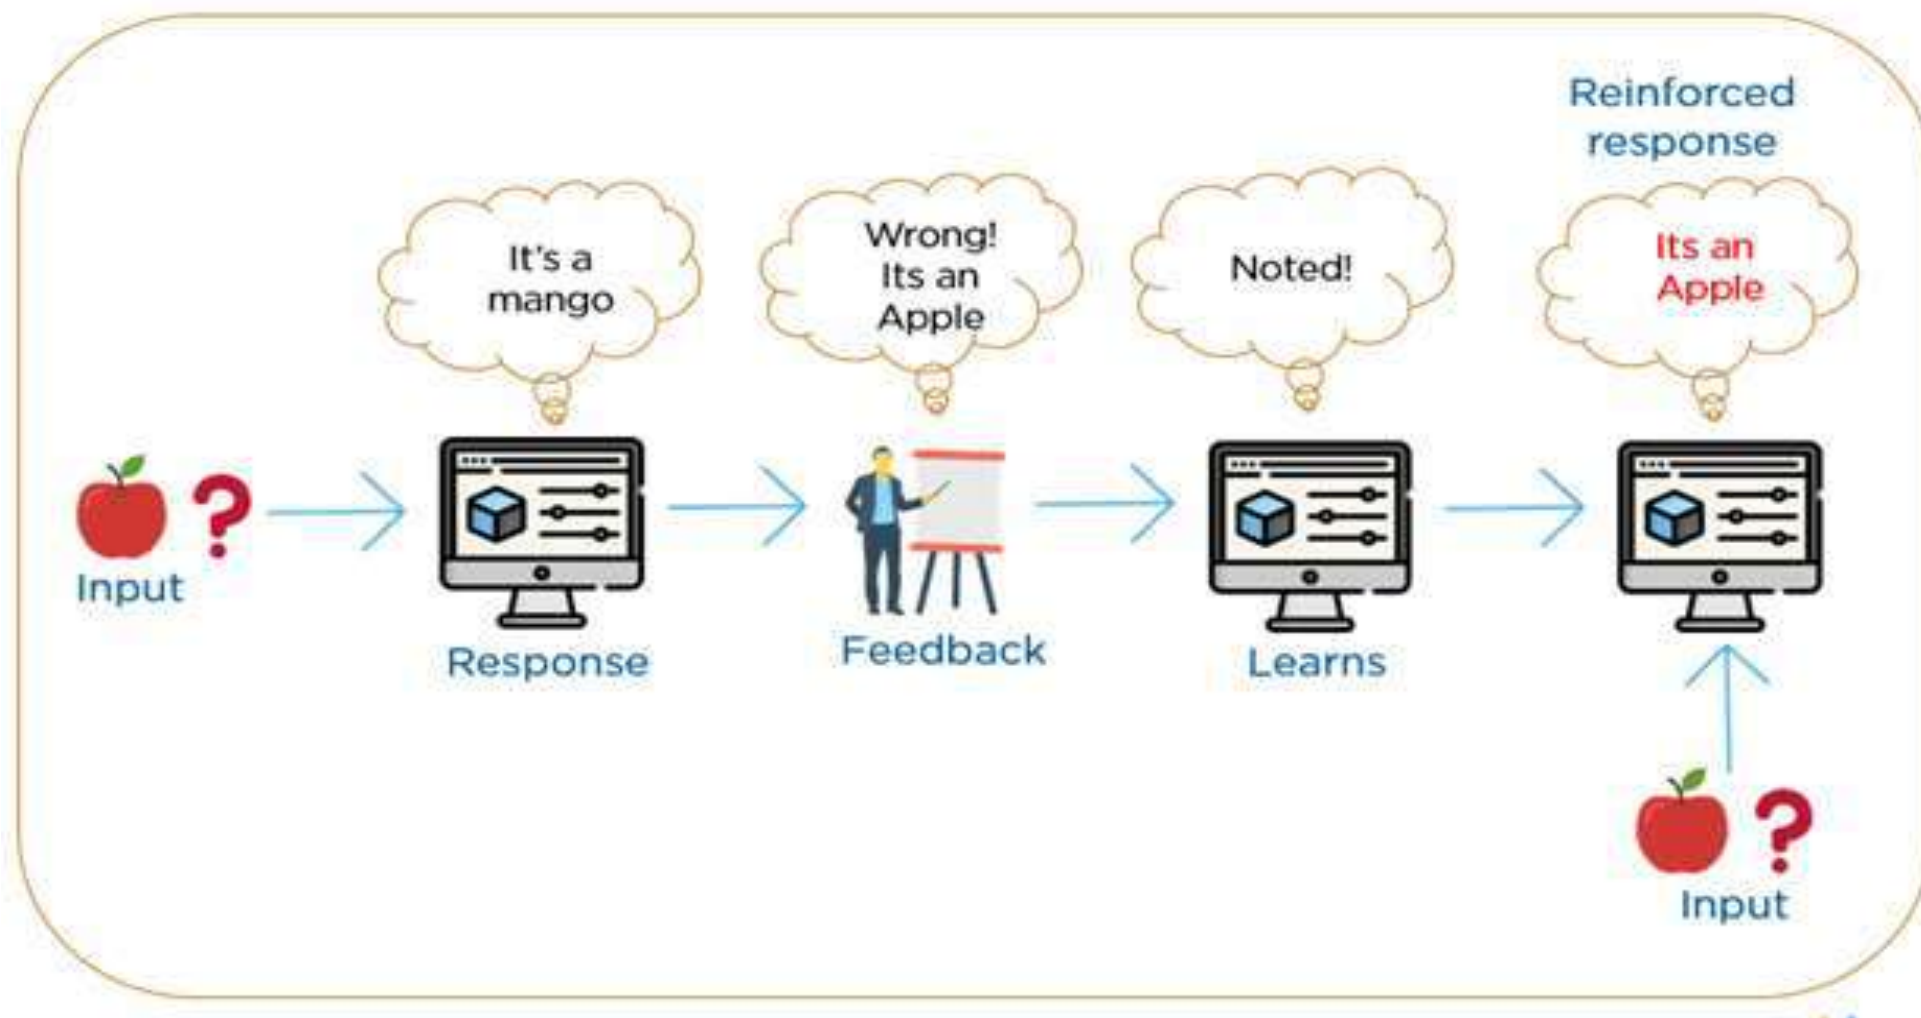 Reinforced
response
It's a
mango
Wrong!
Its an
Apple
Noted!
Its an
Apple
?
Input
Response
Feedback
Learns
?
Input